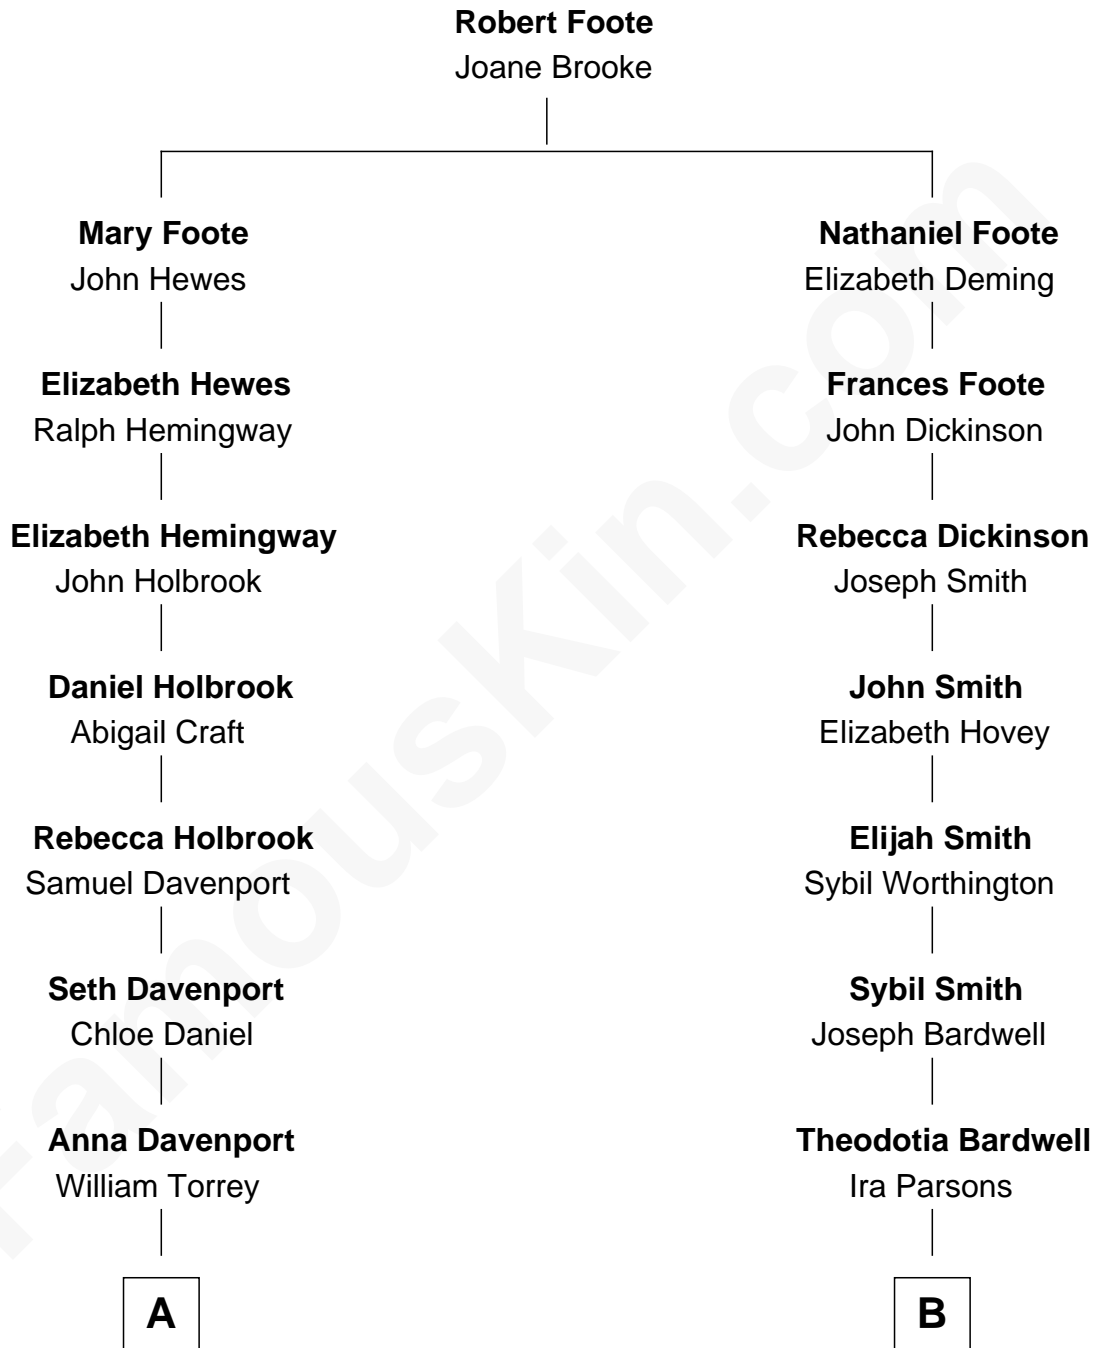 Robert Foote
Joane Brooke
Mary Foote
John Hewes
Nathaniel Foote
Elizabeth Deming
Elizabeth Hewes
Ralph Hemingway
Frances Foote
John Dickinson
Elizabeth Hemingway
John Holbrook
Rebecca Dickinson
Joseph Smith
Daniel Holbrook
Abigail Craft
John Smith
Elizabeth Hovey
Rebecca Holbrook
Samuel Davenport
Elijah Smith
Sybil Worthington
Seth Davenport
Chloe Daniel
Sybil Smith
Joseph Bardwell
Anna Davenport
William Torrey
Theodotia Bardwell
Ira Parsons
A
B
FamousKin.com